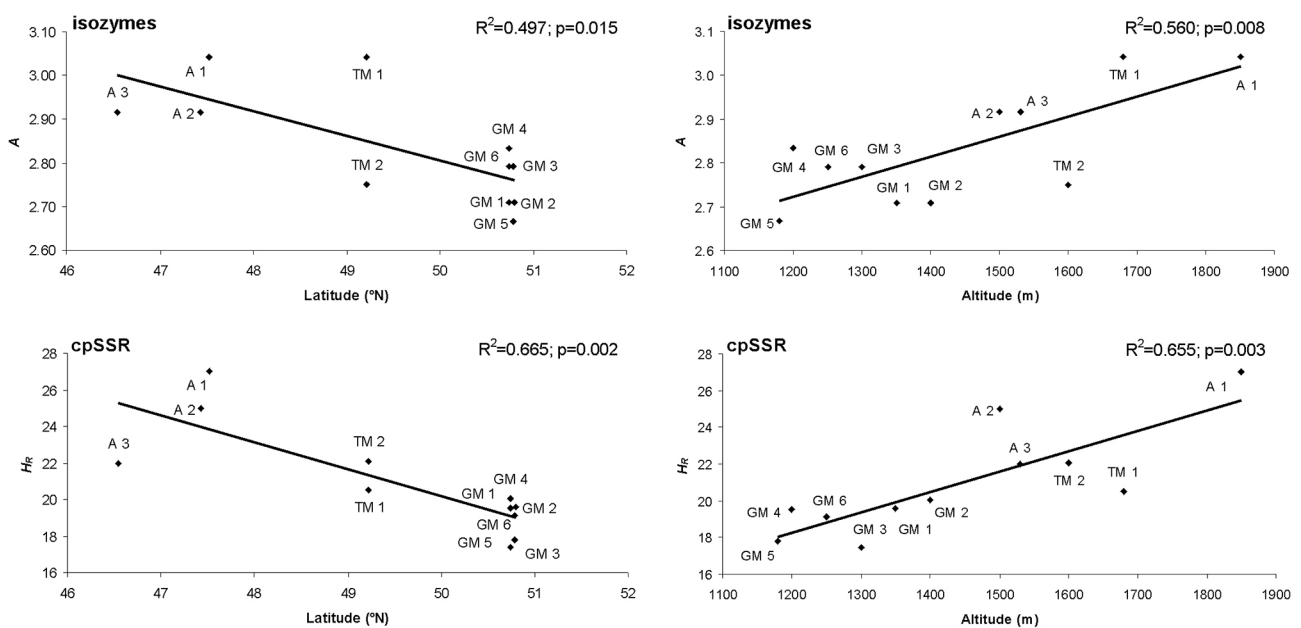 isozymes
R²=0.497; p=0.015
3.10
3.00
2.90
2.80
2.70
2.60
A
A 1
TM 1
A 3
A 2
GM 4
GM 6
GM 3
TM 2
GM 1
GM 2
GM 5
46 47 48 49 50 51 52
Latitude (ºN)
isozymes
R²=0.560; p=0.008
3.1
3.0
2.9
2.8
2.7
2.6
A
TM 1
A 1
A 3
A 2
GM 6
GM 3
GM 4
TM 2
GM 1
GM 2
GM 5
1100 1200 1300 1400 1500 1600 1700 1800 1900
Altitude (m)
cpSSR
R²=0.665; p=0.002
28
26
24
22
20
18
16
HR
A 1
A 2
A 3
TM 2
GM 4
GM 1
TM 1
GM 2
GM 6
GM 5
GM 3
46 47 48 49 50 51 52
Latitude (ºN)
cpSSR
R²=0.655; p=0.003
28
26
24
22
20
18
16
HR
A 1
A 2
A 3
TM 1
TM 2
GM 6
GM 4
GM 2
GM 3
GM 1
GM 5
1100 1200 1300 1400 1500 1600 1700 1800 1900
Altitude (m)